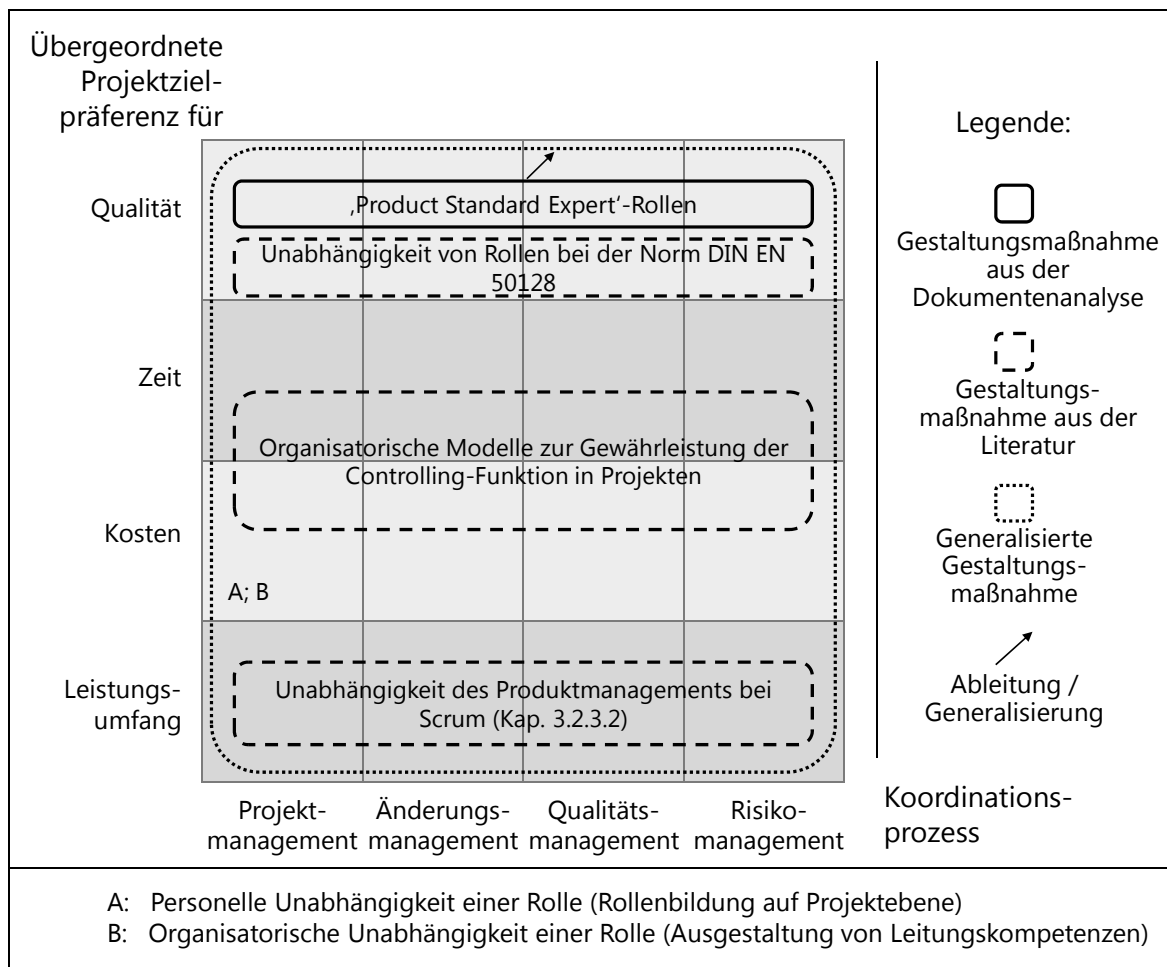 Übergeordnete
Projektziel-
präferenz für
Qualität
Zeit
Kosten
Leistungs-
umfang
‚Product Standard Expert‘-Rollen
Unabhängigkeit von Rollen bei der Norm DIN EN
50128
Organisatorische Modelle zur Gewährleistung der
Controlling-Funktion in Projekten
A; B
Unabhängigkeit des Produktmanagements bei
Scrum (Kap. 3.2.3.2)
Projekt-
management
Änderungs-
management
Qualitäts-
management
Risiko-
management
Koordinations-
prozess
Legende:
Gestaltungsmaßnahme
aus der
Dokumentenanalyse
Gestaltungs-
maßnahme aus der
Literatur
Generalisierte
Gestaltungs-
maßnahme
Ableitung /
Generalisierung
A: Personelle Unabhängigkeit einer Rolle (Rollenbildung auf Projektebene)
B: Organisatorische Unabhängigkeit einer Rolle (Ausgestaltung von Leitungskompetenzen)